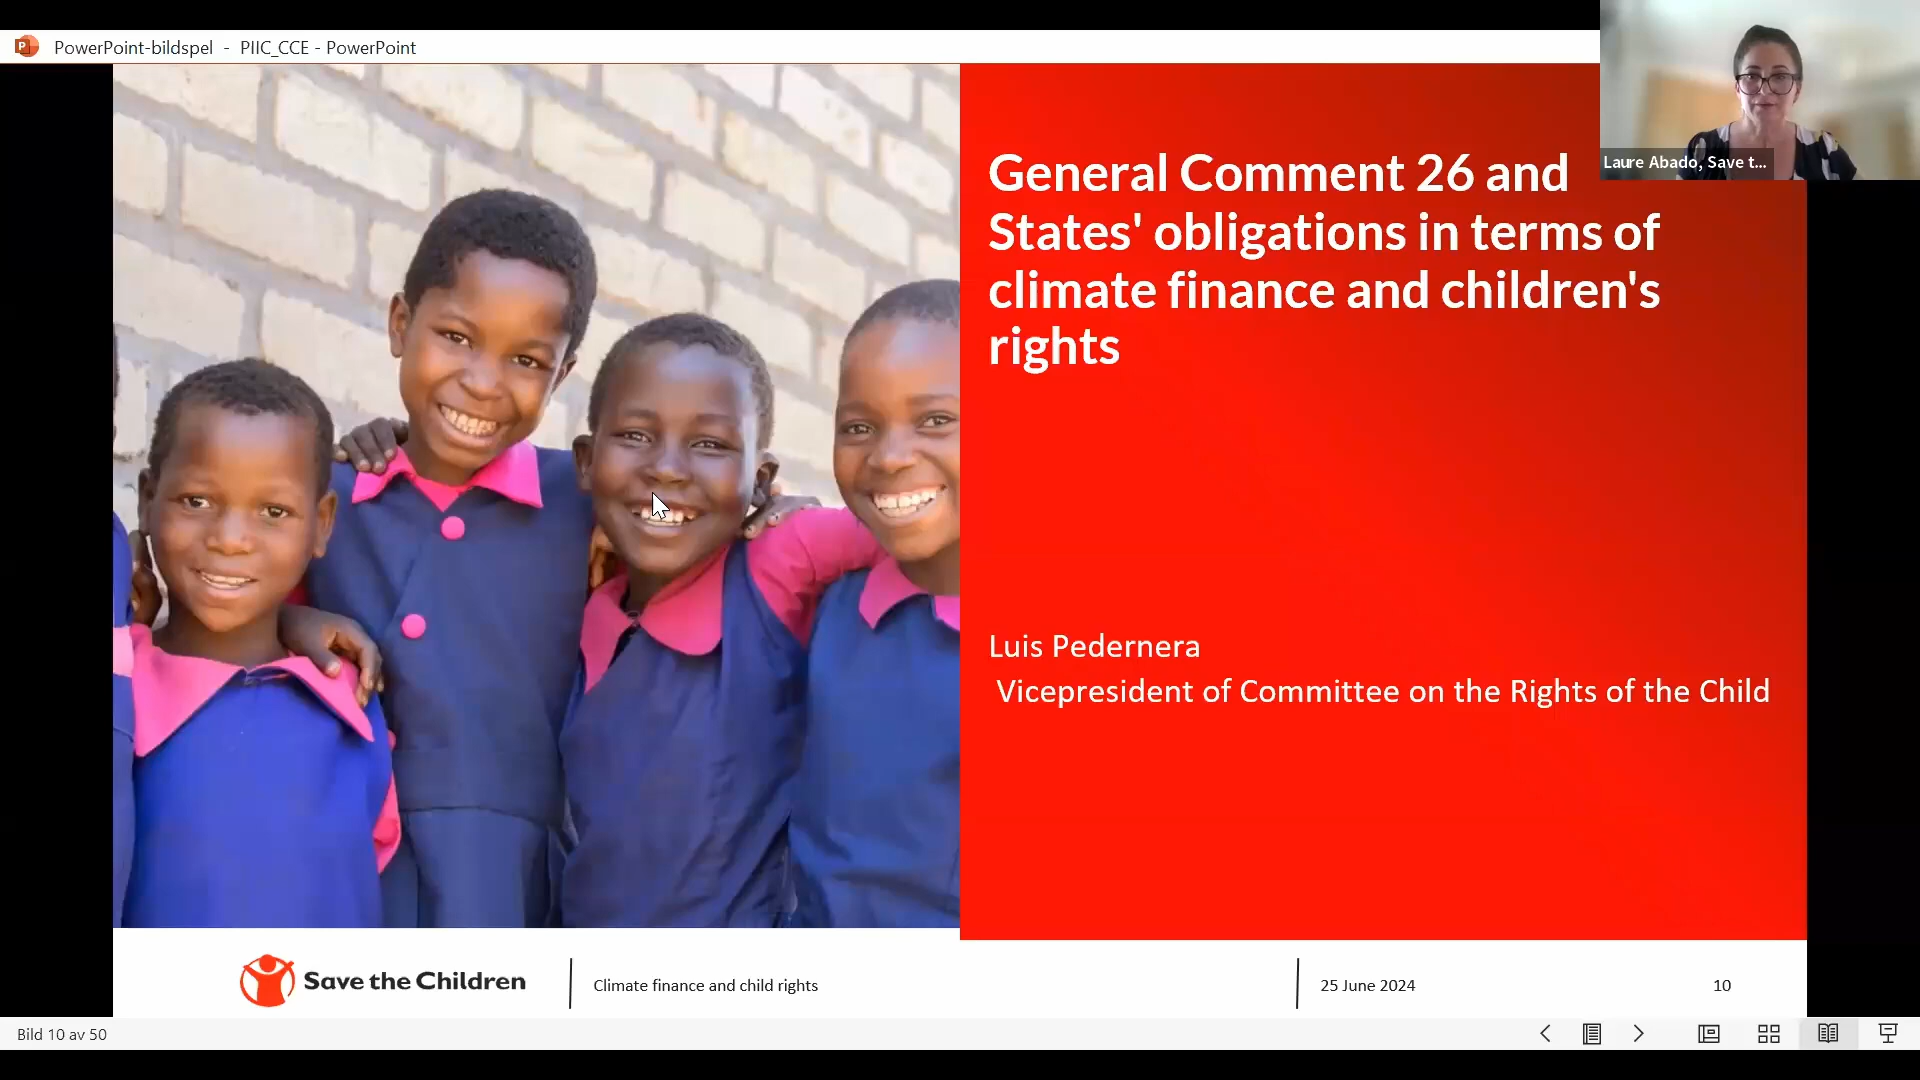 PowerPoint-bildspel - PIIC_CCE - PowerPoint
Laure Abado, Save t...
General Comment 26 and
States' obligations in terms of
climate finance and children's
rights
Luis Pedernera
Vicepresident of Committee on the Rights of the Child
Save the Children
Climate finance and child rights
25 June 2024
10
Bild 10 av 50